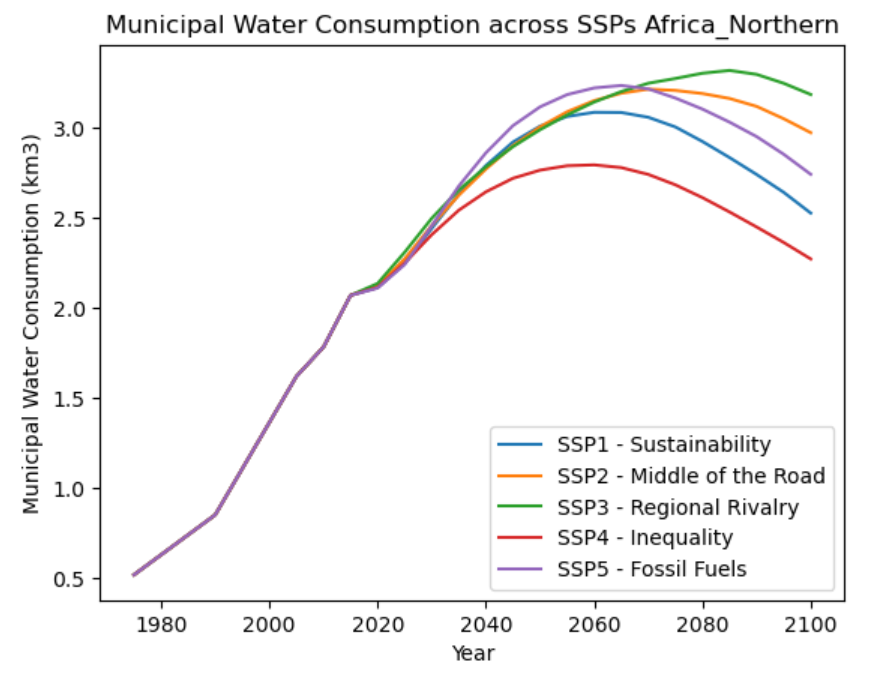 Municipal Water Consumption across SSPs Africa_Northern
Municipal Water Consumption (km3)
3.0
2.5
2.0
1.5
1.0
0.5
SSP1 - Sustainability
SSP2 - Middle of the Road
SSP3 - Regional Rivalry
SSP4 - Inequality
SSP5 - Fossil Fuels
1980 2000 2020 2040 2060 2080 2100
Year